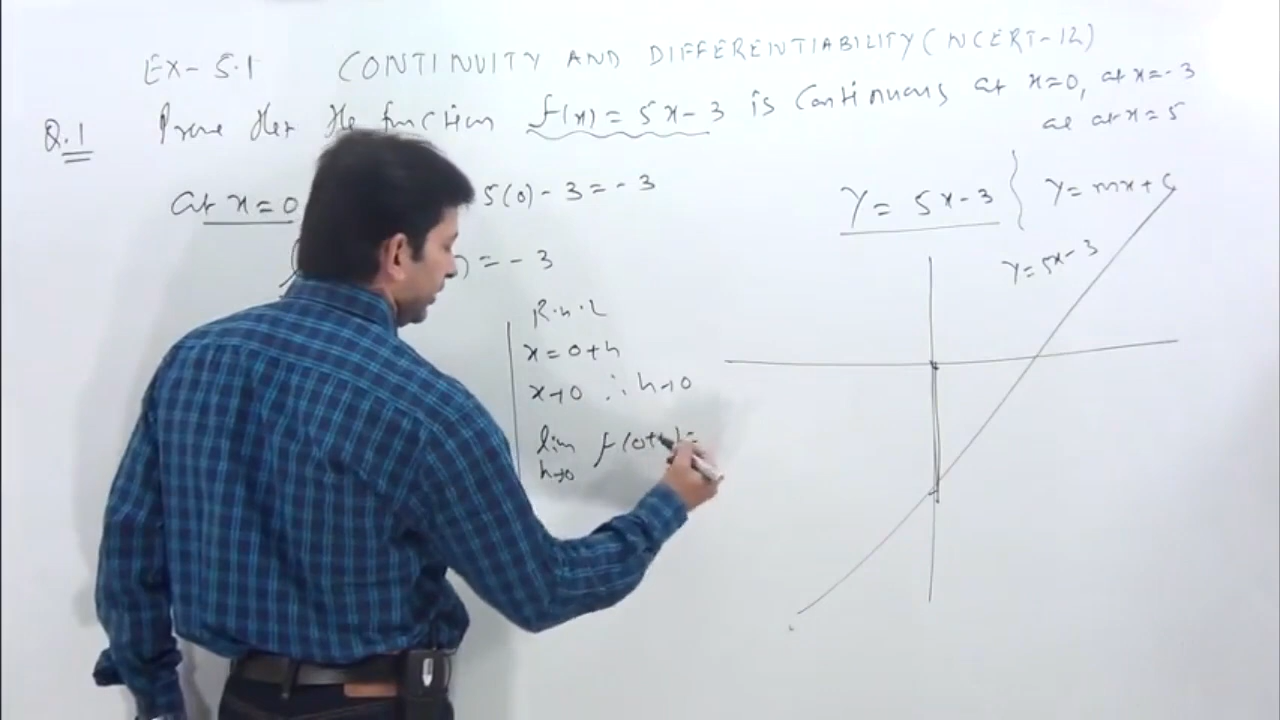 EX-5.1 CONTINUITY AND DIFFERENTIABILITY (NCERT-12)
Q.1 Prove that the function f(x) = 5x-3 is continuous at x=0, at x=-3
at x=5
at x=0 5(0)-3=-3
) = -3
R.H.L
x=0+h
x→0 ∴ h→0
lim f(0+h)=
h→0
Y= 5x-3 Y=mx+c
Y=5x-3